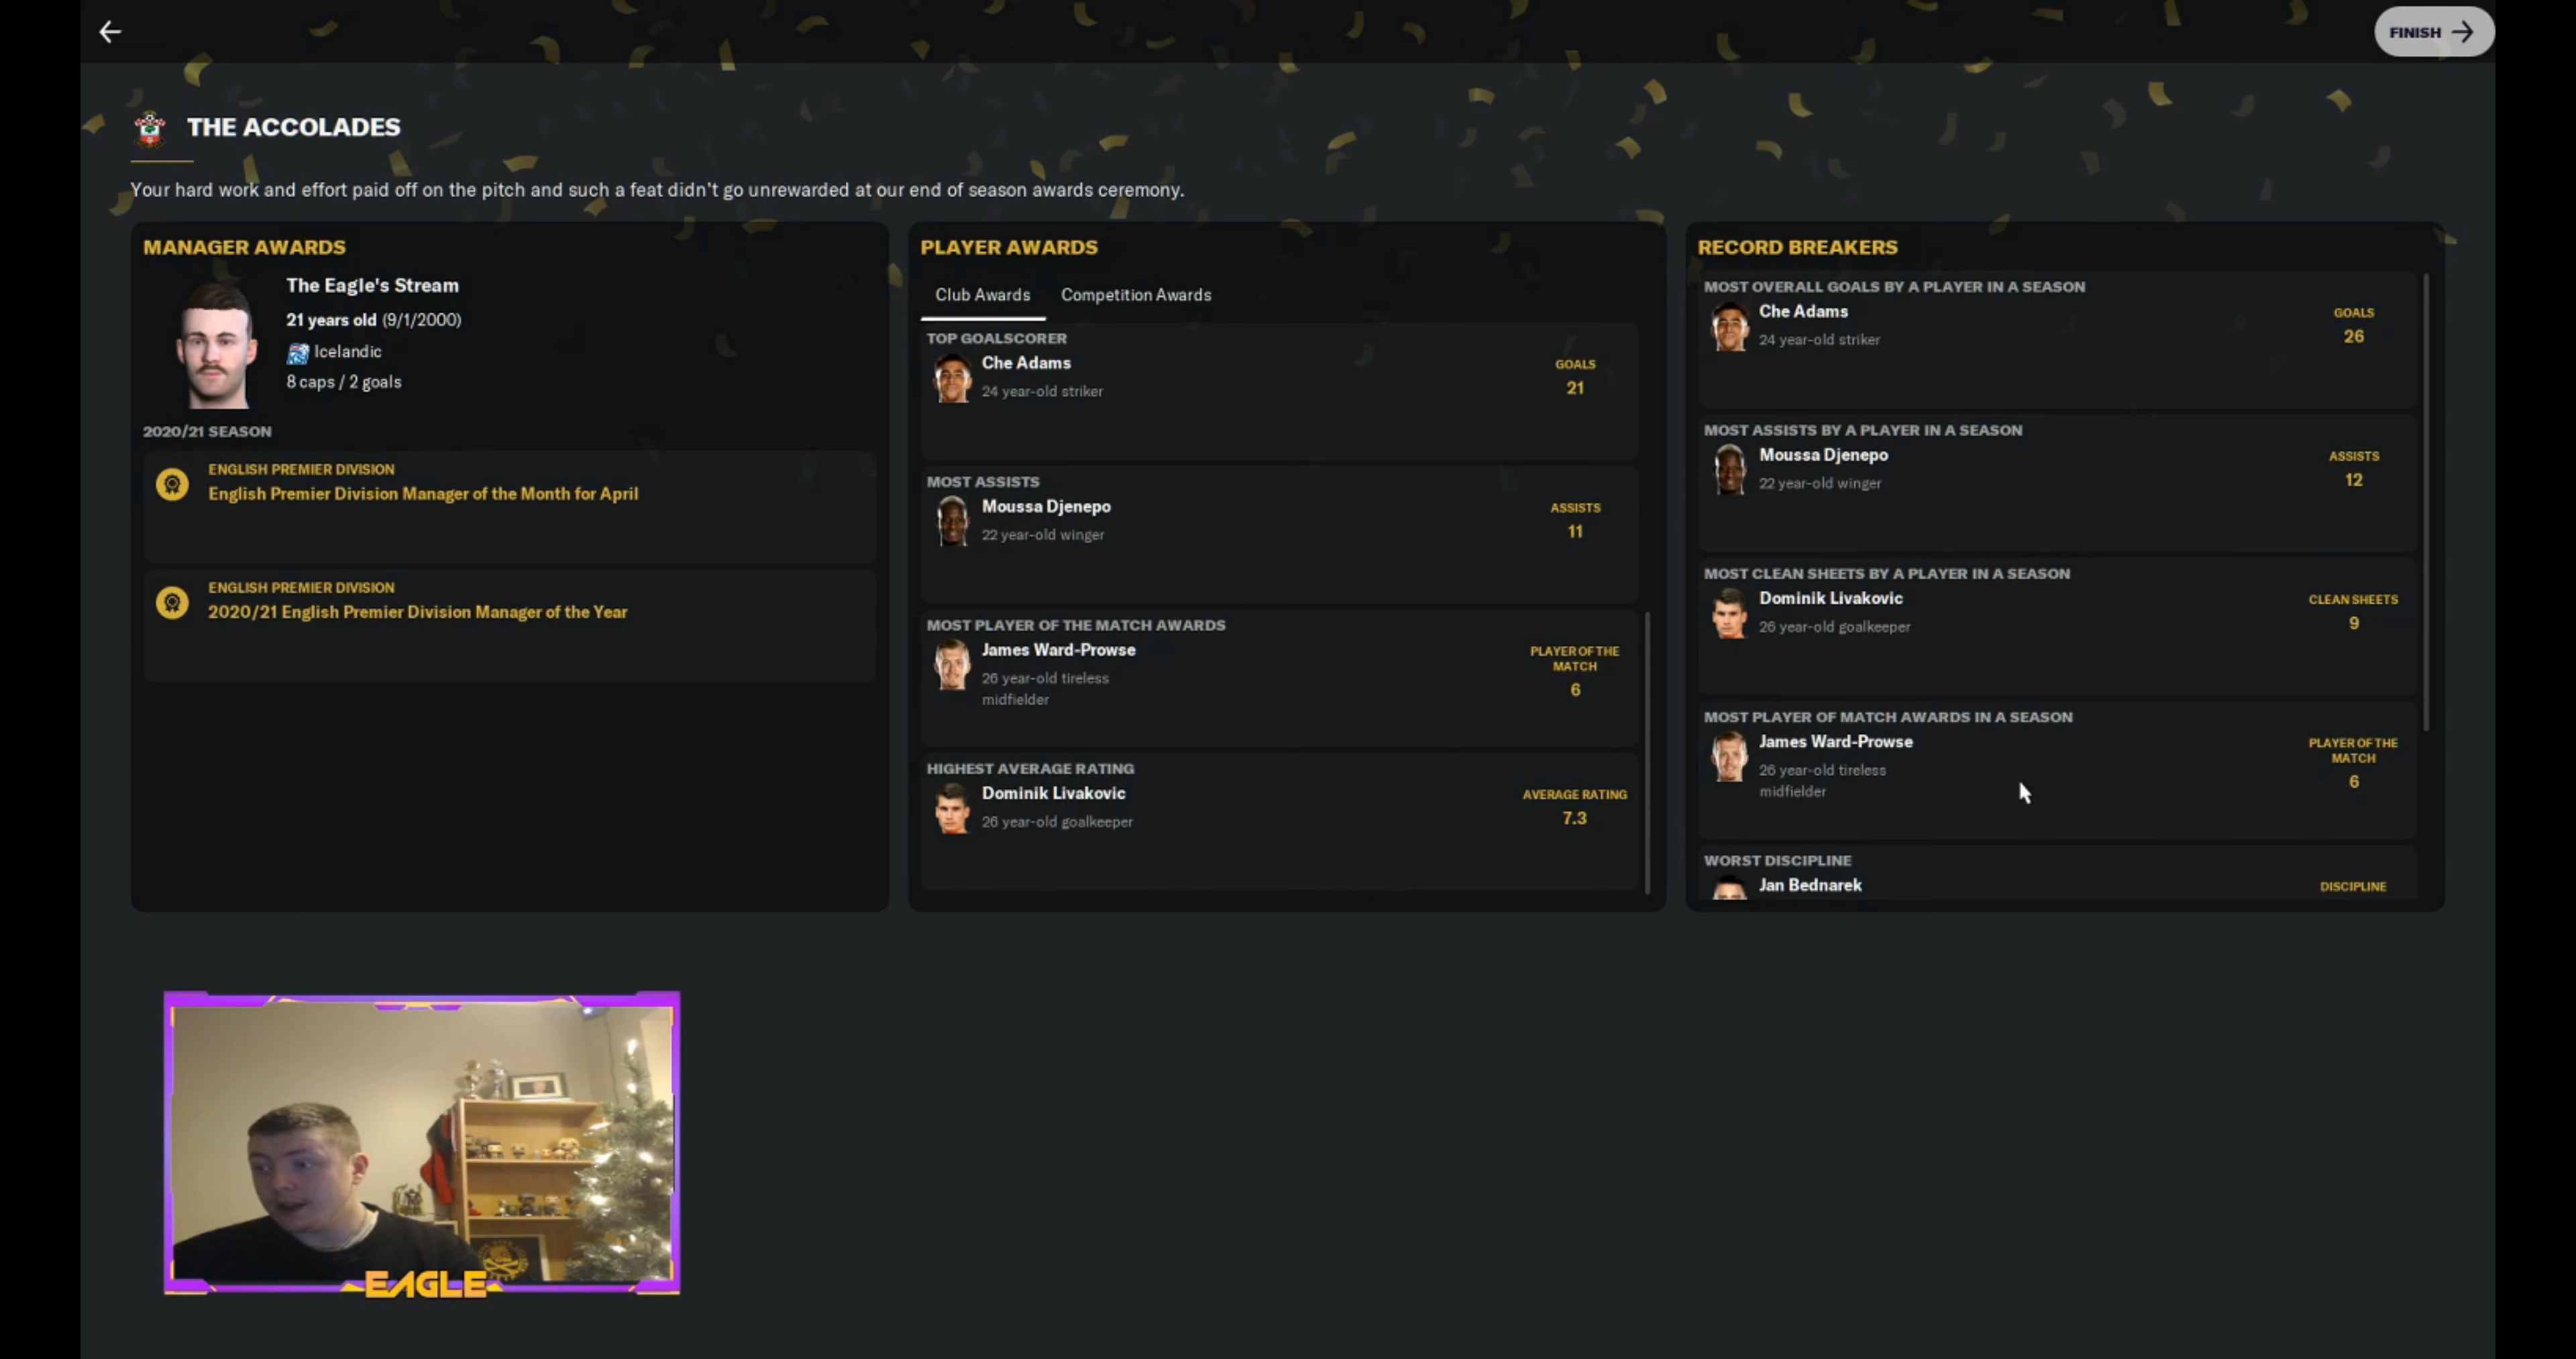 FINISH
THE ACCOLADES
Your hard work and effort paid off on the pitch and such a feat didn't go unrewarded at our end of season awards ceremony.
MANAGER AWARDS
The Eagle's Stream
21 years old (9/1/2000)
Icelandic
8 caps / 2 goals
2020/21 SEASON
ENGLISH PREMIER DIVISION
English Premier Division Manager of the Month for April
ENGLISH PREMIER DIVISION
2020/21 English Premier Division Manager of the Year
PLAYER AWARDS
Club Awards Competition Awards
TOP GOALSCORER
Che Adams
24 year-old striker
GOALS
21
MOST ASSISTS
Moussa Djenepo
22 year-old winger
ASSISTS
11
MOST PLAYER OF THE MATCH AWARDS
James Ward-Prowse
26 year-old tireless
midfielder
PLAYER OF THE
MATCH
6
HIGHEST AVERAGE RATING
Dominik Livakovic
26 year-old goalkeeper
AVERAGE RATING
7.3
RECORD BREAKERS
MOST OVERALL GOALS BY A PLAYER IN A SEASON
Che Adams
24 year-old striker
GOALS
26
MOST ASSISTS BY A PLAYER IN A SEASON
Moussa Djenepo
22 year-old winger
ASSISTS
12
MOST CLEAN SHEETS BY A PLAYER IN A SEASON
Dominik Livakovic
26 year-old goalkeeper
CLEAN SHEETS
9
MOST PLAYER OF MATCH AWARDS IN A SEASON
James Ward-Prowse
26 year-old tireless
midfielder
PLAYER OF THE
MATCH
6
WORST DISCIPLINE
Jan Bednarek
DISCIPLINE
EAGLE